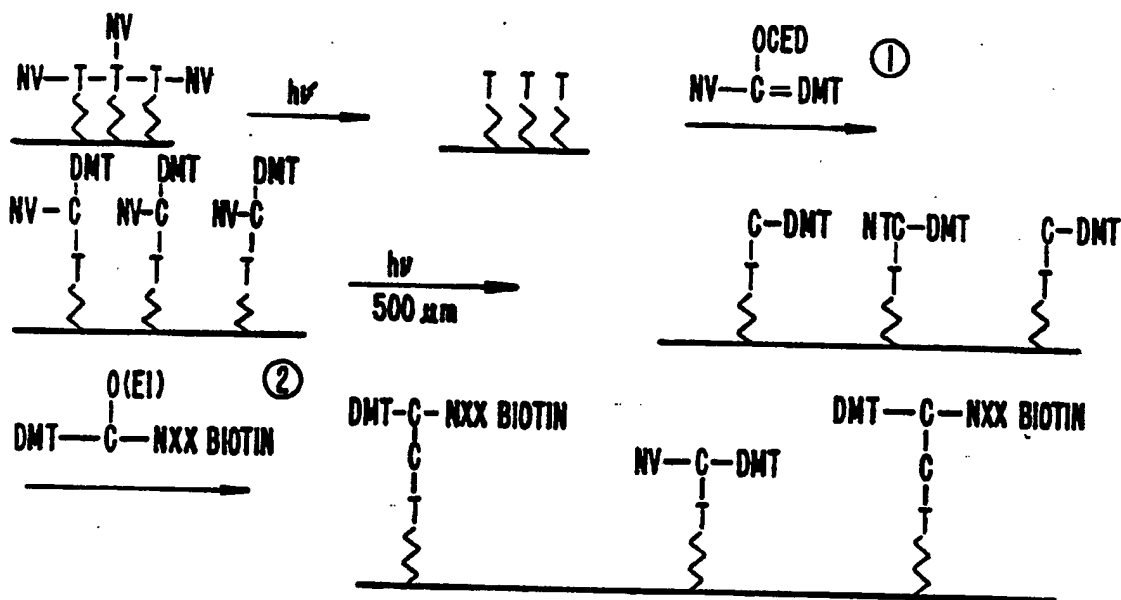 NV
NV-T-T-T-NV
hν
T T T
OCED
NV-C=DMT
①
DMT DMT DMT
NV-C NV-C NV-C
T T T
hν
500 µm
C-DMT NTC-DMT C-DMT
T T T
②
O(EI)
DMT-C-NXX BIOTIN
DMT-C-NXX BIOTIN
C
T
NV-C-DMT
T
DMT-C-NXX BIOTIN
C
T